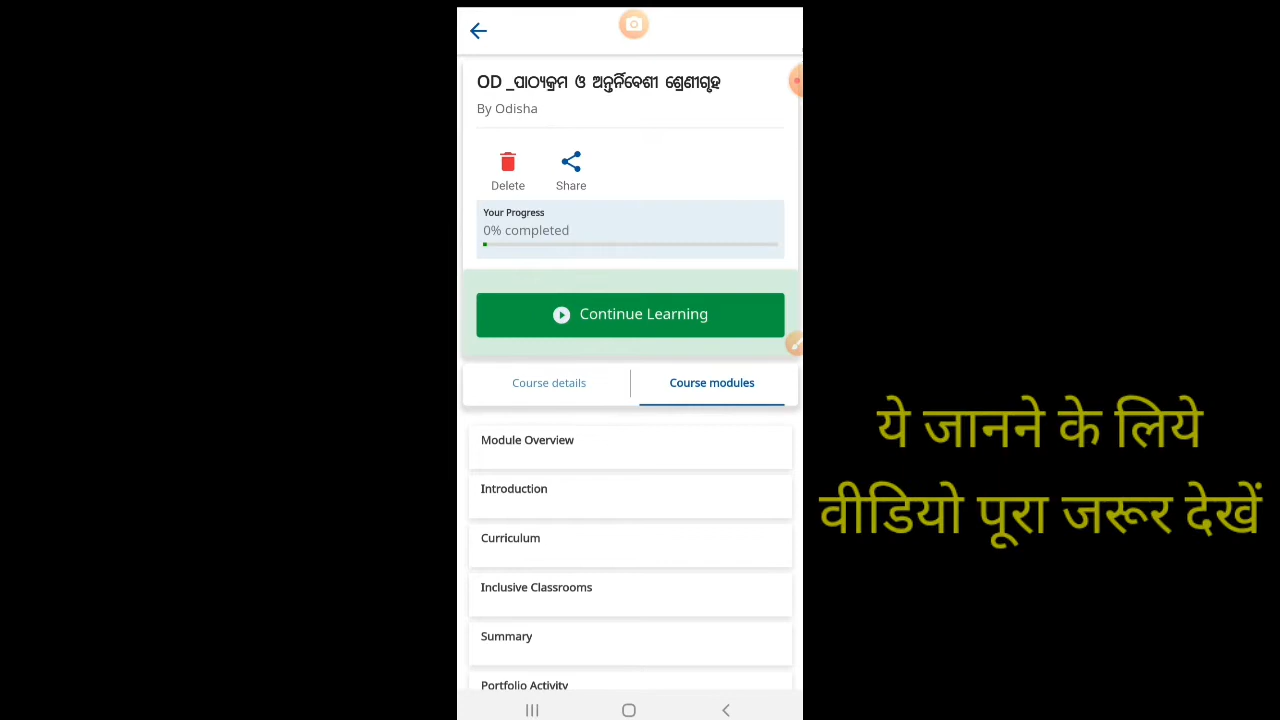 OD _ପାଠ୍ୟକ୍ରମ ଓ ଅନ୍ତର୍ନିବେଶୀ ଶ୍ରେଣୀଗୃହ
By Odisha
Delete Share
Your Progress
0% completed
Continue Learning
Course details Course modules
Module Overview
Introduction
Curriculum
Inclusive Classrooms
Summary
Portfolio Activity
ये जानने के लिये
वीडियो पूरा जरूर देखें